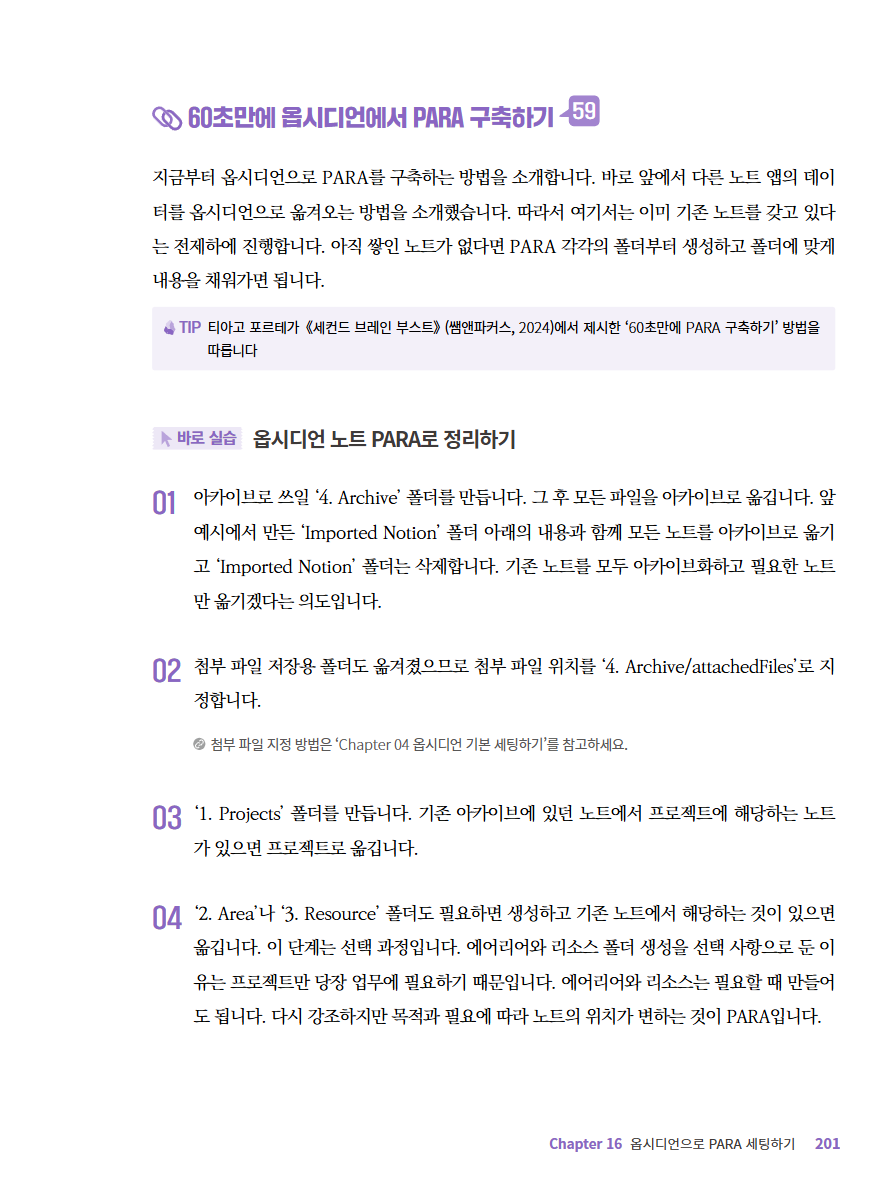 60초만에 옵시디언에서 PARA 구축하기 59
지금부터 옵시디언으로 PARA를 구축하는 방법을 소개합니다. 바로 앞에서 다른 노트 앱의 데이
터를 옵시디언으로 옮겨오는 방법을 소개했습니다. 따라서 여기서는 이미 기존 노트를 갖고 있다
는 전제하에 진행합니다. 아직 쌓인 노트가 없다면 PARA 각각의 폴더부터 생성하고 폴더에 맞게
내용을 채워가면 됩니다.
TIP 티아고 포르테가 《세컨드 브레인 부스트》(쌤앤파커스, 2024)에서 제시한 ‘60초만에 PARA 구축하기’ 방법을
따릅니다
바로 실습 옵시디언 노트 PARA로 정리하기
01 아카이브로 쓰일 ‘4. Archive’ 폴더를 만듭니다. 그 후 모든 파일을 아카이브로 옮깁니다. 앞
예시에서 만든 ‘Imported Notion’ 폴더 아래의 내용과 함께 모든 노트를 아카이브로 옮기
고 ‘Imported Notion’ 폴더는 삭제합니다. 기존 노트를 모두 아카이브화하고 필요한 노트
만 옮기겠다는 의도입니다.
02 첨부 파일 저장용 폴더도 옮겨졌으므로 첨부 파일 위치를 ‘4. Archive/attachedFiles’로 지
정합니다.
첨부 파일 지정 방법은 ‘Chapter 04 옵시디언 기본 세팅하기’를 참고하세요.
03 ‘1. Projects’ 폴더를 만듭니다. 기존 아카이브에 있던 노트에서 프로젝트에 해당하는 노트
가 있으면 프로젝트로 옮깁니다.
04 ‘2. Area’나 ‘3. Resource’ 폴더도 필요하면 생성하고 기존 노트에서 해당하는 것이 있으면
옮깁니다. 이 단계는 선택 과정입니다. 에어리어와 리소스 폴더 생성을 선택 사항으로 둔 이
유는 프로젝트만 당장 업무에 필요하기 때문입니다. 에어리어와 리소스는 필요할 때 만들어
도 됩니다. 다시 강조하지만 목적과 필요에 따라 노트의 위치가 변하는 것이 PARA입니다.
Chapter 16 옵시디언으로 PARA 세팅하기 201